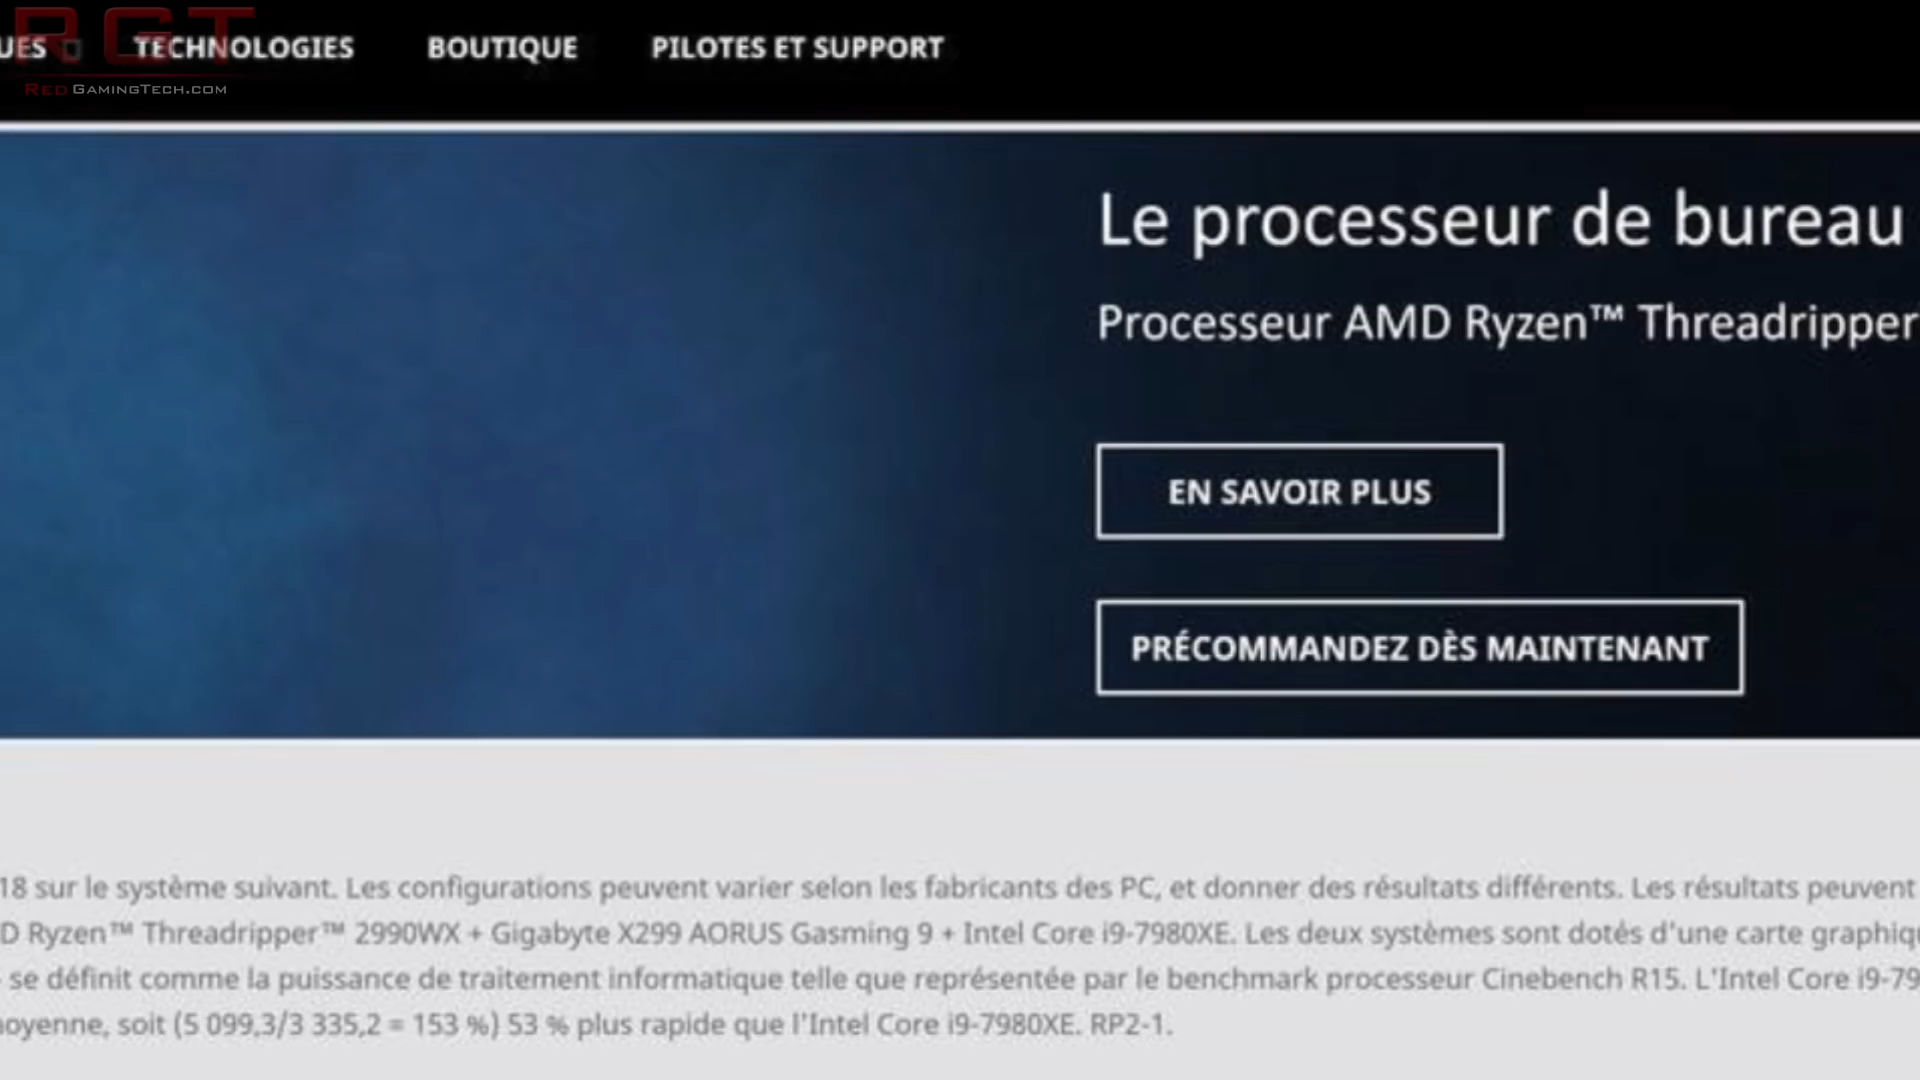 RGT
RedGamingTech.com
UES TECHNOLOGIES BOUTIQUE PILOTES ET SUPPORT
Le processeur de bureau
Processeur AMD Ryzen™ Threadripper
EN SAVOIR PLUS
PRÉCOMMANDEZ DÈS MAINTENANT
18 sur le système suivant. Les configurations peuvent varier selon les fabricants des PC, et donner des résultats différents. Les résultats peuvent
D Ryzen™ Threadripper™ 2990WX + Gigabyte X299 AORUS Gasming 9 + Intel Core i9-7980XE. Les deux systèmes sont dotés d'une carte graphiqu
se définit comme la puissance de traitement informatique telle que représentée par le benchmark processeur Cinebench R15. L'Intel Core i9-79
oyenne, soit (5 099,3/3 335,2 = 153 %) 53 % plus rapide que l'Intel Core i9-7980XE. RP2-1.